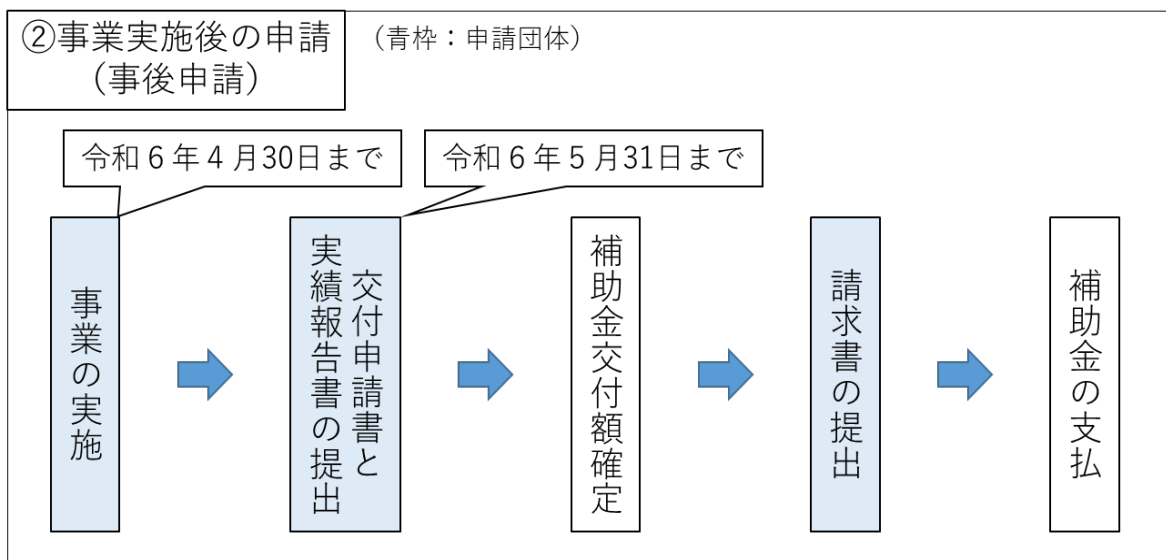 ②事業実施後の申請
（事後申請）
（青枠：申請団体）
令和６年４月30日まで
令和６年５月31日まで
事業の実施
交付申請書と
実績報告書の提出
補助金交付額確定
請求書の提出
補助金の支払